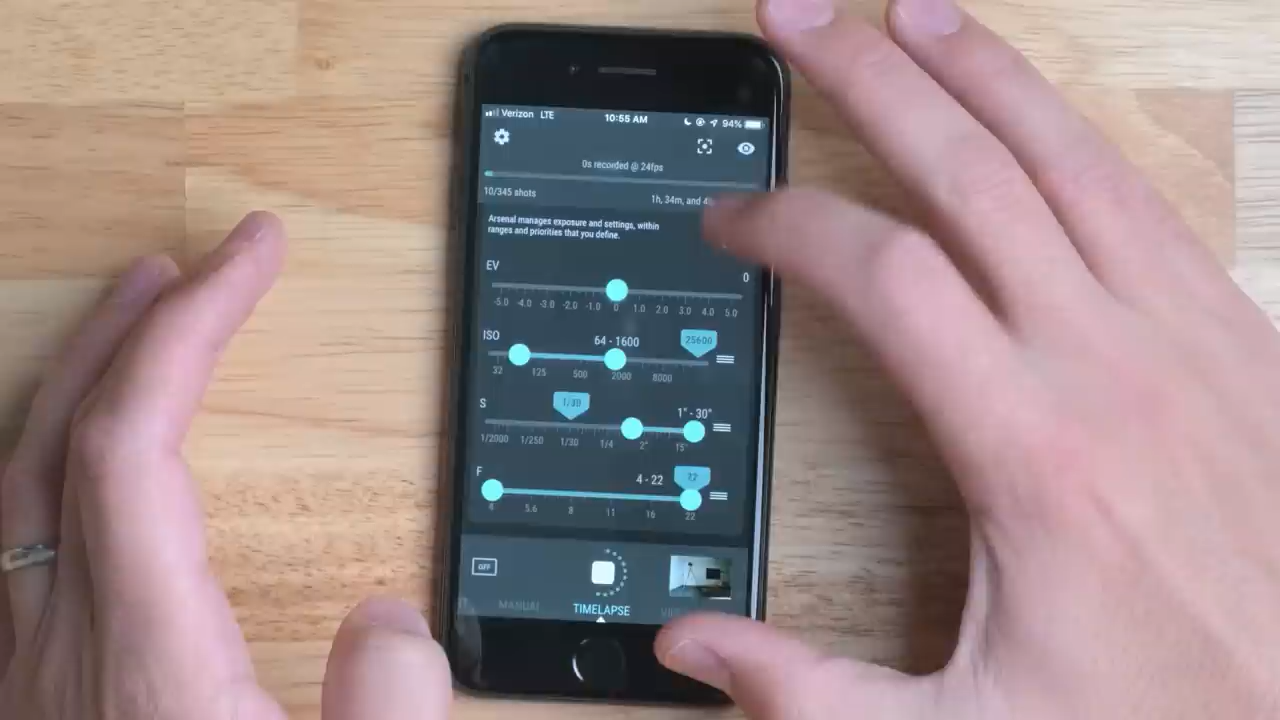 Verizon LTE 10:55 AM 94%
0s recorded @ 24fps
10/345 shots 1h, 34m, and
Arsenal manages exposure and settings, within
ranges and priorities that you define.
EV 0
-5.0 -4.0 -3.0 -2.0 -1.0 0 1.0 2.0 3.0 4.0 5.0
ISO 64 - 1600 25600
32 125 500 2000 8000
S 1/30 1" - 30"
1/2000 1/250 1/30 1/4 2" 15"
F 4 - 22 22
4 5.6 8 11 16 22
OFF
MANUAL TIMELAPSE